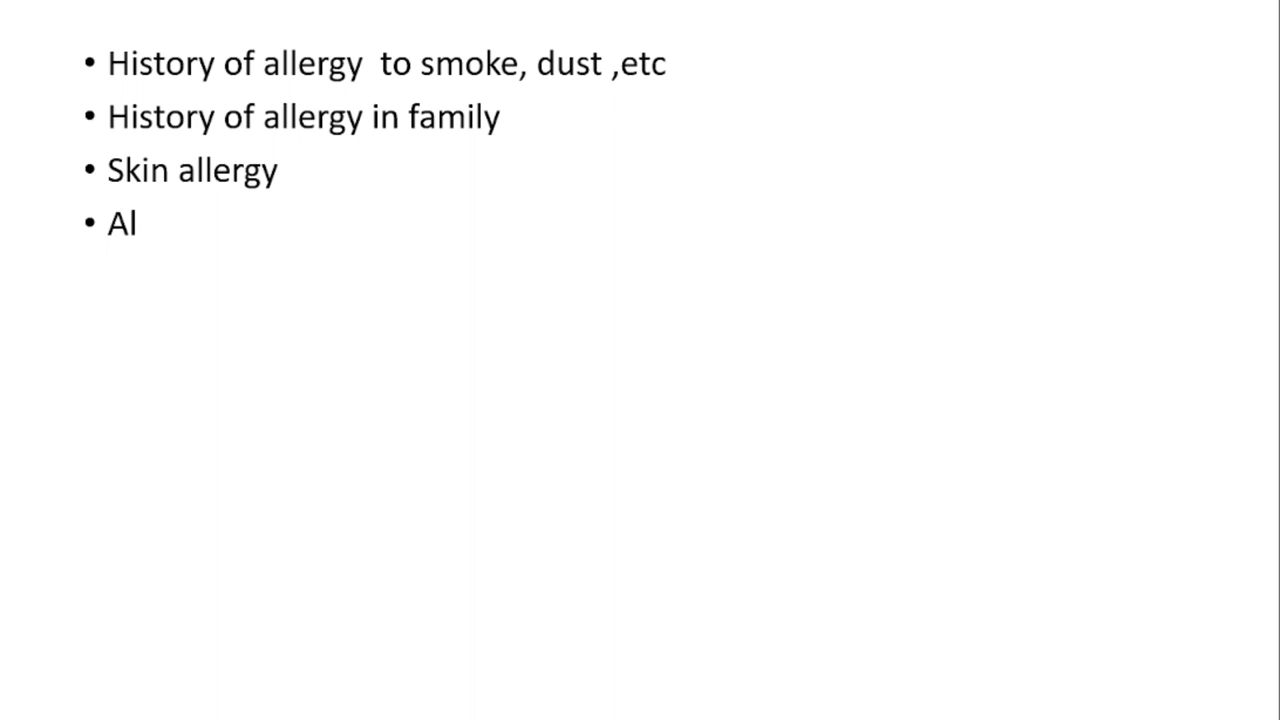 • History of allergy  to smoke, dust ,etc
• History of allergy in family
• Skin allergy
• Al